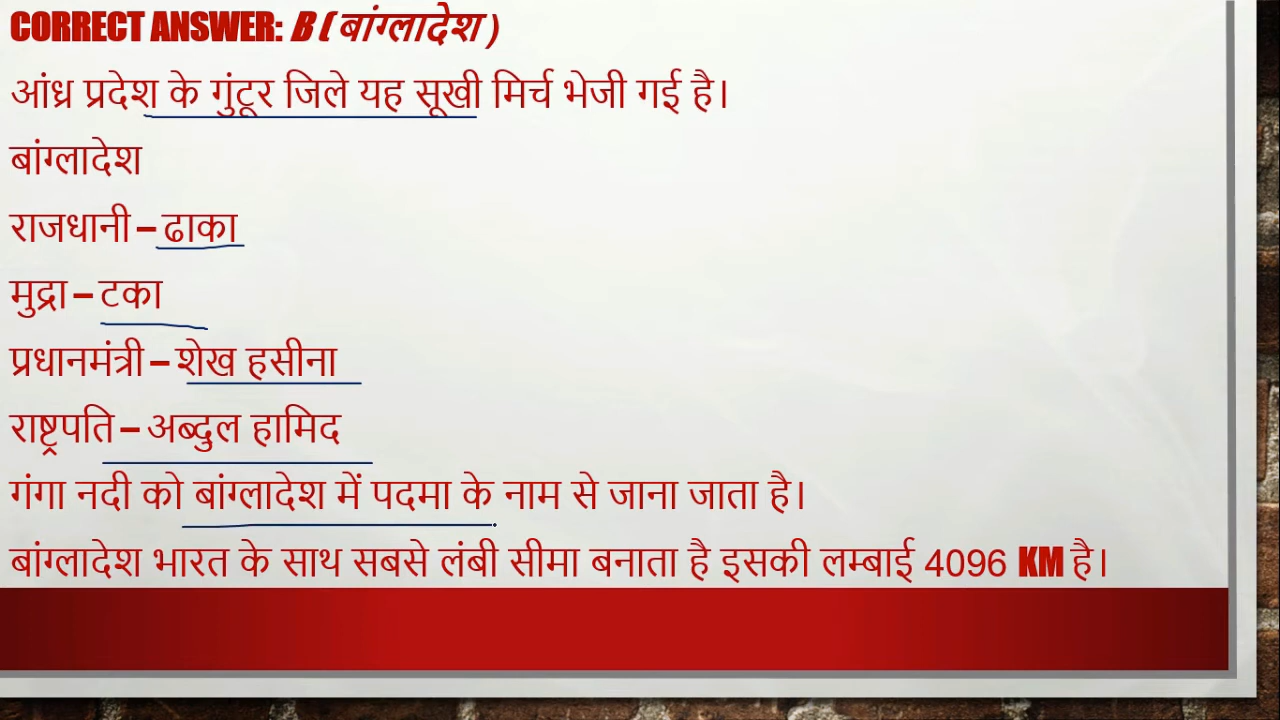 CORRECT ANSWER: B ( बांग्लादेश )
आंध्र प्रदेश के गुंटूर जिले यह सूखी मिर्च भेजी गई है।
बांग्लादेश
राजधानी – ढाका
मुद्रा – टका
प्रधानमंत्री – शेख हसीना
राष्ट्रपति – अब्दुल हामिद
गंगा नदी को बांग्लादेश में पदमा के नाम से जाना जाता है।
बांग्लादेश भारत के साथ सबसे लंबी सीमा बनाता है इसकी लम्बाई 4096 KM है।